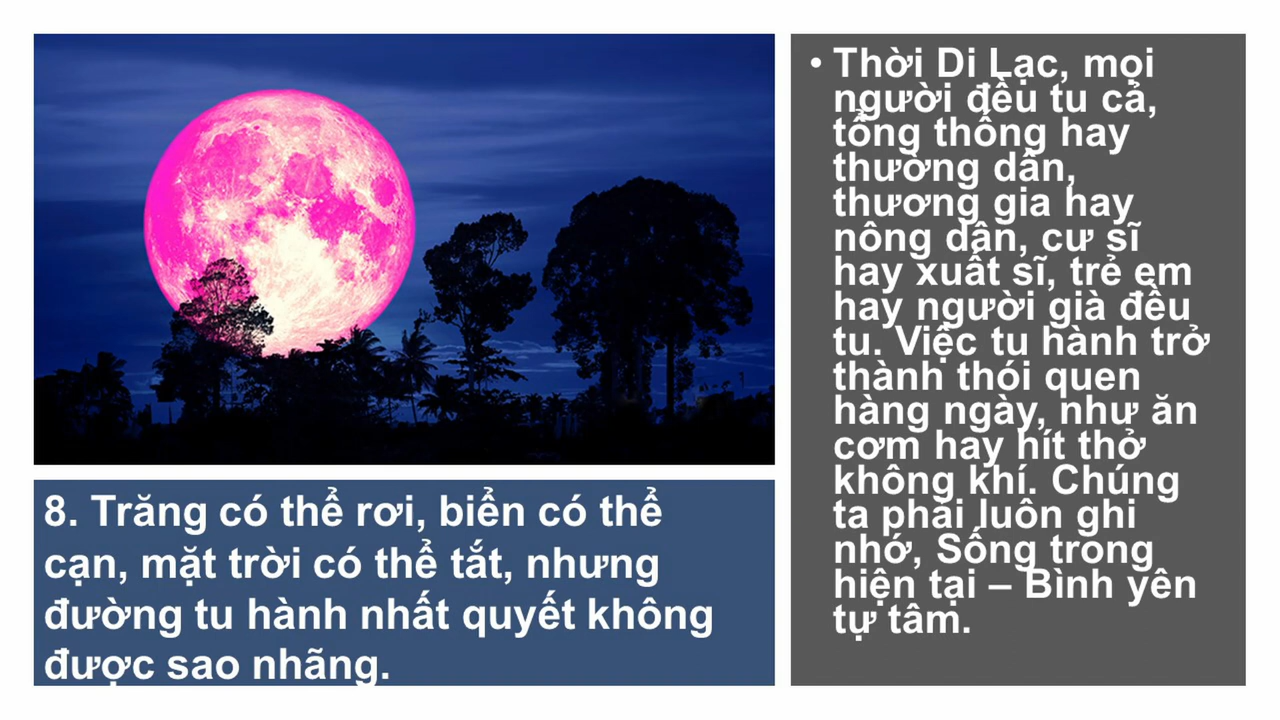 8. Trăng có thể rơi, biển có thể
cạn, mặt trời có thể tắt, nhưng
đường tu hành nhất quyết không
được sao nhãng.
• Thời Di Lạc, mọi
người đều tu cả,
tổng thống hay
thường dân,
thương gia hay
nông dân, cư sĩ
hay xuất sĩ, trẻ em
hay người già đều
tu. Việc tu hành trở
thành thói quen
hàng ngày, như ăn
cơm hay hít thở
không khí. Chúng
ta phải luôn ghi
nhớ, Sống trong
hiện tại – Bình yên
tự tâm.